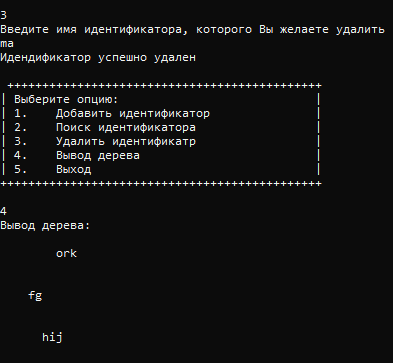 3
Введите имя идентификатора, которого Вы желаете удалить
ma
Идендификатор успешно удален
+++++++++++++++++++++++++++++++++++++++++++++
| Выберите опцию: |
| 1. Добавить идентификатор |
| 2. Поиск идентификатора |
| 3. Удалить идентификатр |
| 4. Вывод дерева |
| 5. Выход |
++++++++++++++++++++++++++++++++++++++++++++++
4
Вывод дерева:
ork
fg
hij